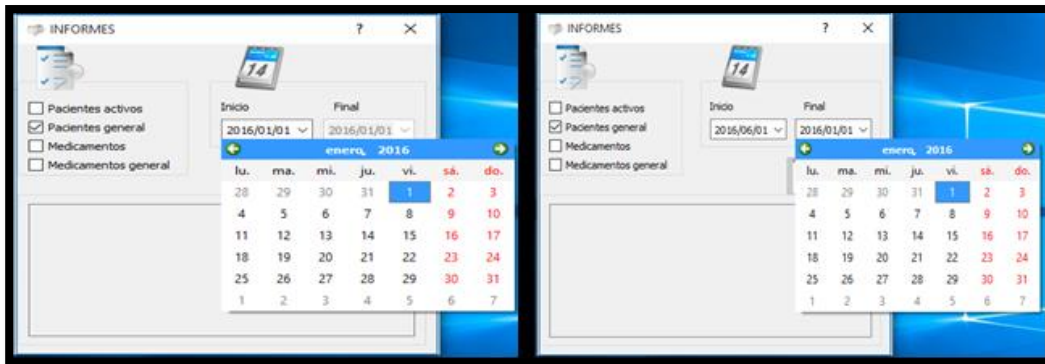 INFORMES ? ×
14
Pacientes activos
Pacientes general
Medicamentos
Medicamentos general
Inicio Final
2016/01/01 2016/01/01
enero, 2016
lu. ma. mi. ju. vi. sá. do.
28 29 30 31 1 2 3
4 5 6 7 8 9 10
11 12 13 14 15 16 17
18 19 20 21 22 23 24
25 26 27 28 29 30 31
1 2 3 4 5 6 7
INFORMES ? ×
14
Pacientes activos
Pacientes general
Medicamentos
Medicamentos general
Inicio Final
2016/06/01 2016/01/01
enero, 2016
lu. ma. mi. ju. vi. sá. do.
28 29 30 31 1 2 3
4 5 6 7 8 9 10
11 12 13 14 15 16 17
18 19 20 21 22 23 24
25 26 27 28 29 30 31
1 2 3 4 5 6 7